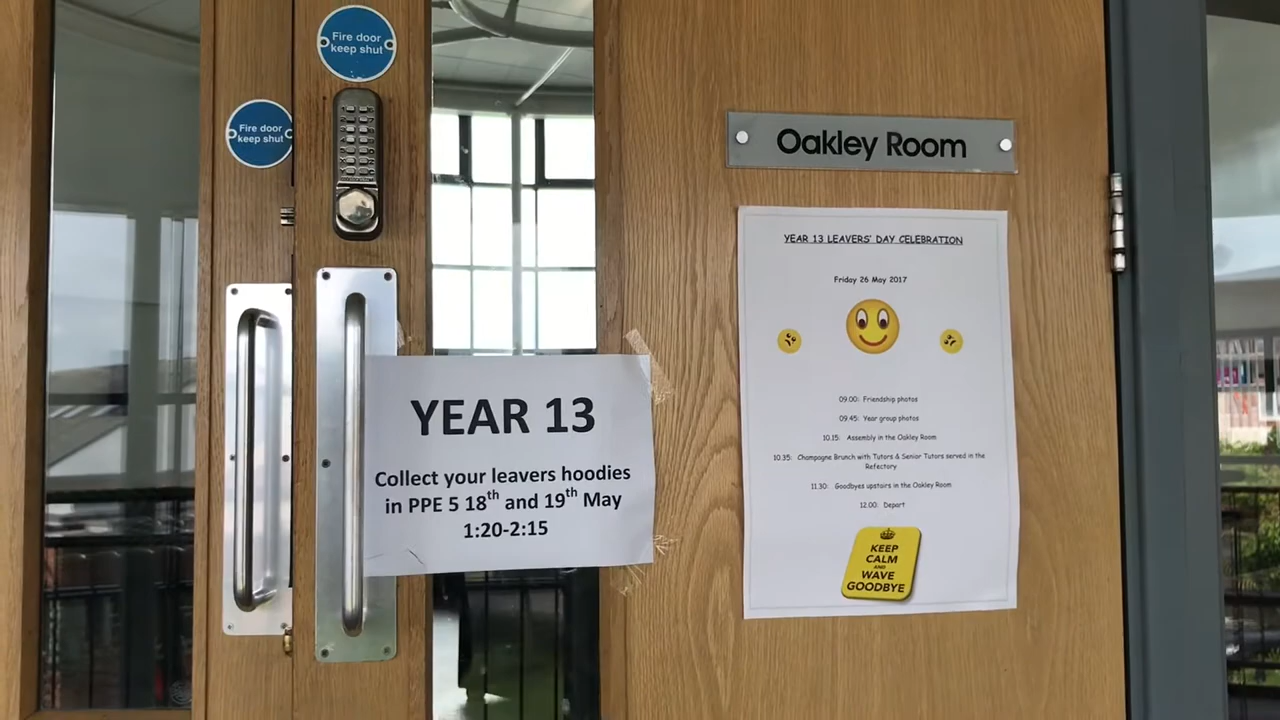 Fire door
keep shut
Fire door
keep shut
Oakley Room
YEAR 13 LEAVERS' DAY CELEBRATION
Friday 26 May 2017
09.00: Friendship photos
09.45: Year group photos
10.15: Assembly in the Oakley Room
10.35: Champagne Brunch with Tutors & Senior Tutors served in the
Refectory
11.30: Goodbyes upstairs in the Oakley Room
12.00: Depart
KEEP
CALM
AND
WAVE
GOODBYE
YEAR 13
Collect your leavers hoodies
in PPE 5 18th and 19th May
1:20-2:15